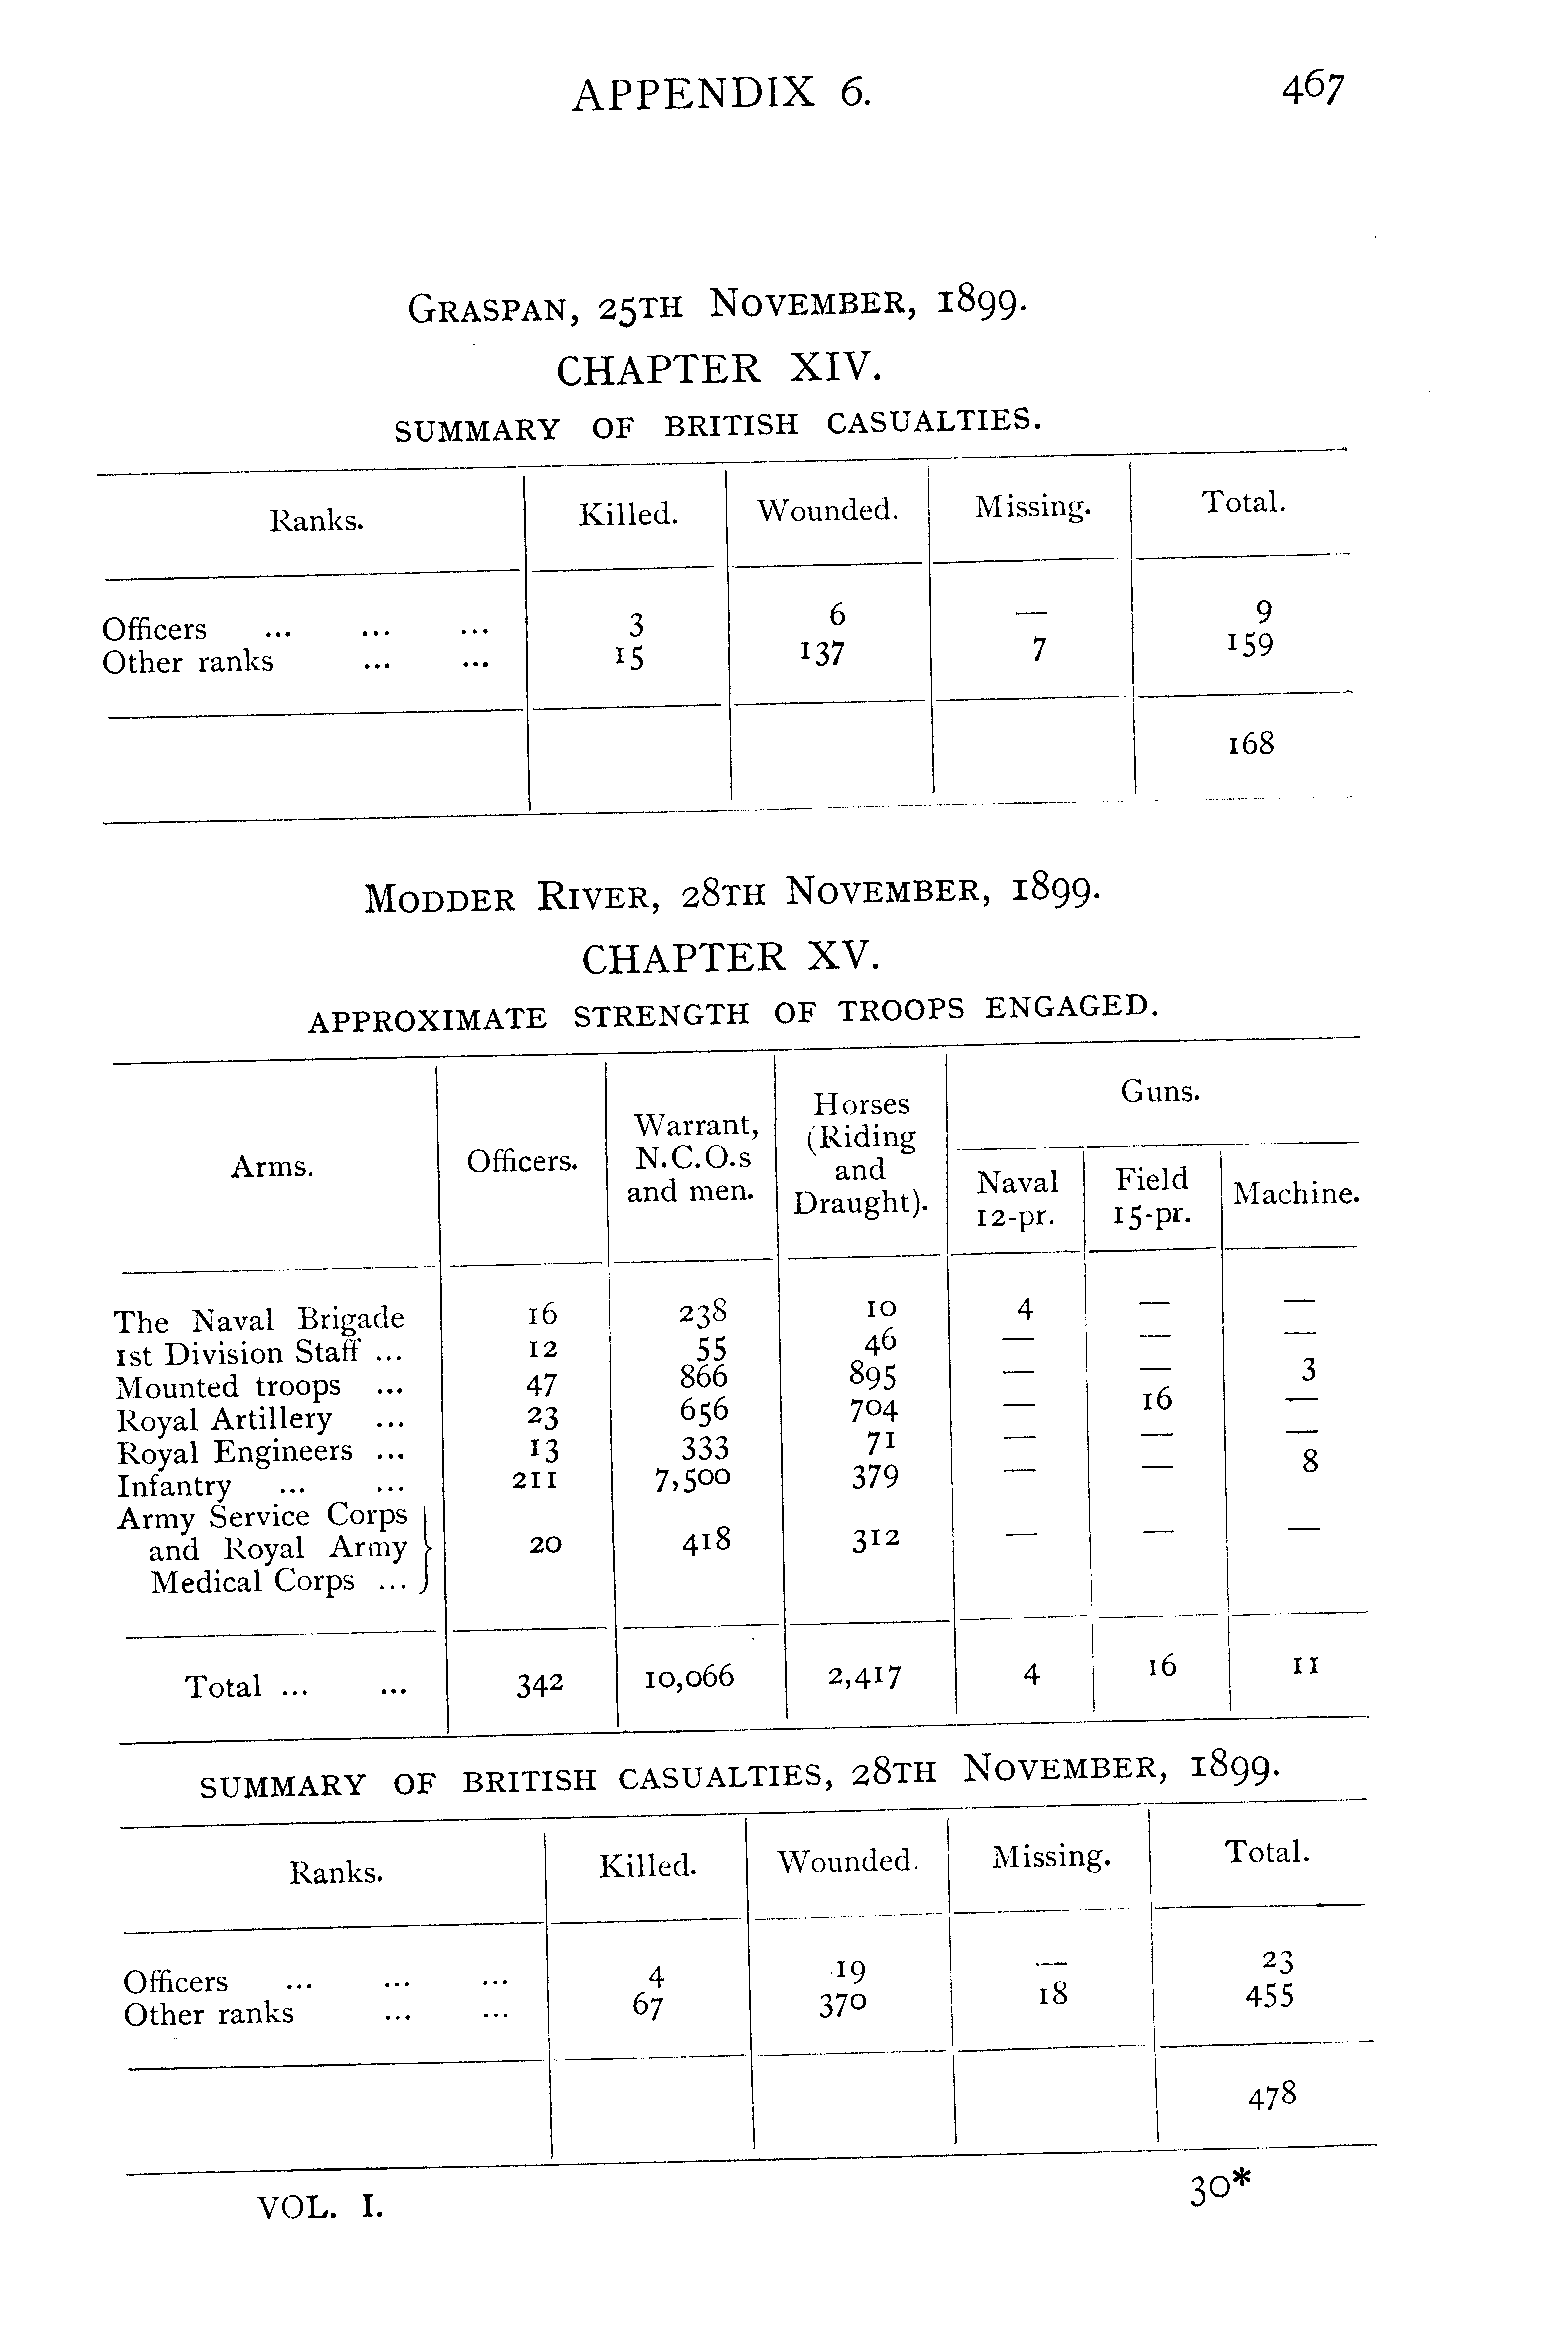 APPENDIX 6. 467
GRASPAN, 25TH NOVEMBER, 1899.
CHAPTER XIV.
SUMMARY OF BRITISH CASUALTIES.
Ranks. Killed. Wounded. Missing. Total.
Officers ... ... ... 3 6 — 9
Other ranks ... ... 15 137 7 159
168
MODDER RIVER, 28TH NOVEMBER, 1899.
CHAPTER XV.
APPROXIMATE STRENGTH OF TROOPS ENGAGED.
Arms. Officers. Warrant, N.C.O.s and men. Horses (Riding and Draught). Guns.
Naval 12-pr. Field 15-pr. Machine.
The Naval Brigade 16 238 10 4 — —
1st Division Staff ... 12 55 46 — — —
Mounted troops ... 47 866 895 — — 3
Royal Artillery ... 23 656 704 — 16 —
Royal Engineers ... 13 333 71 — — —
Infantry ... ... 211 7,500 379 — — 8
Army Service Corps
and Royal Army 20 418 312 — — —
Medical Corps ...
Total ... ... 342 10,066 2,417 4 16 11
SUMMARY OF BRITISH CASUALTIES, 28TH NOVEMBER, 1899.
Ranks. Killed. Wounded. Missing. Total.
Officers ... ... ... 4 19 — 23
Other ranks ... ... 67 370 18 455
478
VOL. I. 30*